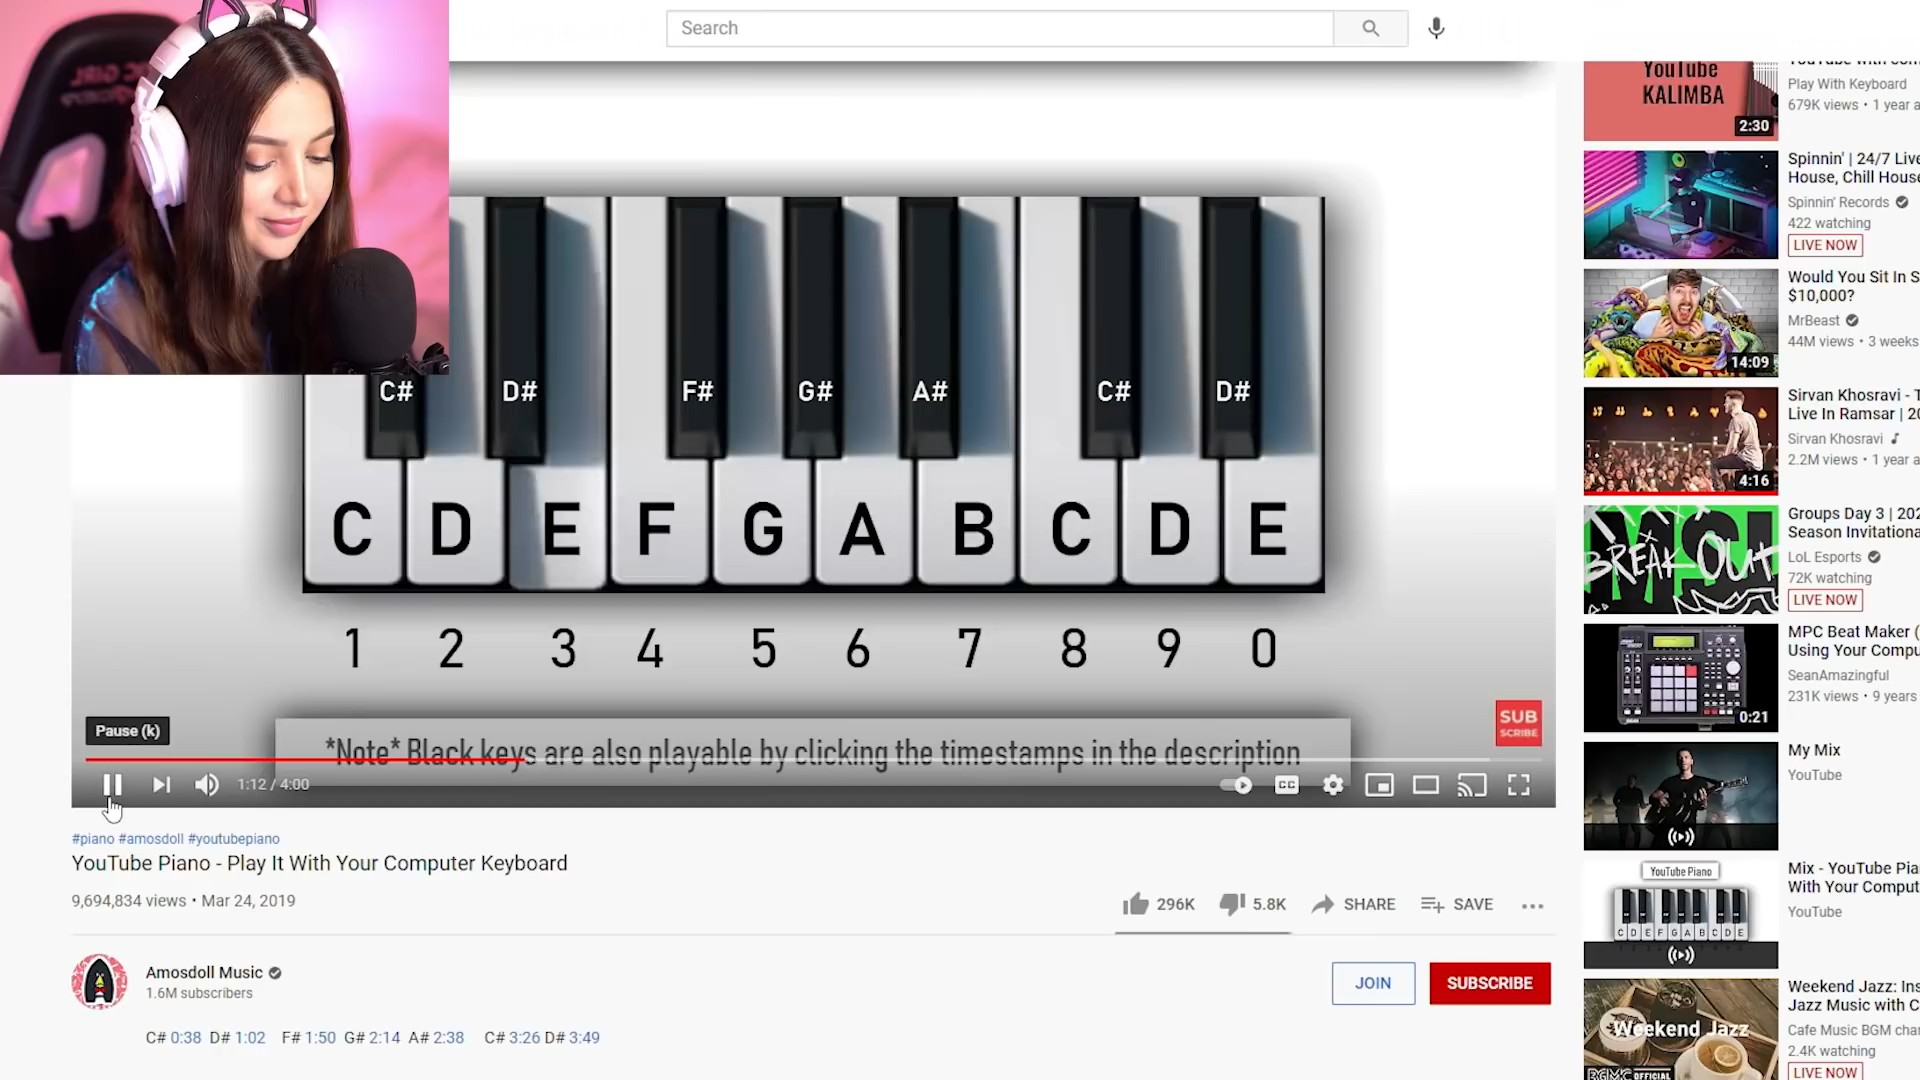 Search
C#
D#
F#
G#
A#
C#
D#
C
D
E
F
G
A
B
C
D
E
1
2
3
4
5
6
7
8
9
0
Pause (k)
*Note* Black keys are also playable by clicking the timestamps in the description
SUB
SCRIBE
1:12 / 4:00
CC
#piano #amosdoll #youtubepiano
YouTube Piano - Play It With Your Computer Keyboard
9,694,834 views • Mar 24, 2019
296K
5.8K
SHARE
SAVE
Amosdoll Music
1.6M subscribers
JOIN
SUBSCRIBE
C# 0:38 D# 1:02 F# 1:50 G# 2:14 A# 2:38 C# 3:26 D# 3:49
YouTube
KALIMBA
2:30
Play With Keyboard
679K views • 1 year a
Spinnin' | 24/7 Live
House, Chill House
Spinnin' Records
422 watching
LIVE NOW
14:09
Would You Sit In S
$10,000?
MrBeast
44M views • 3 weeks
4:16
Sirvan Khosravi - T
Live In Ramsar | 20
Sirvan Khosravi
2.2M views • 1 year a
BREAK OUT
Groups Day 3 | 202
Season Invitationa
LoL Esports
72K watching
LIVE NOW
0:21
MPC Beat Maker (
Using Your Compu
SeanAmazingful
231K views • 9 years
My Mix
YouTube
YouTube Piano
C D E F G A B C D E
Mix - YouTube Pia
With Your Comput
YouTube
Weekend Jazz
BGMC OFFICIAL
Weekend Jazz: Ins
Jazz Music with C
Cafe Music BGM chan
2.4K watching
LIVE NOW